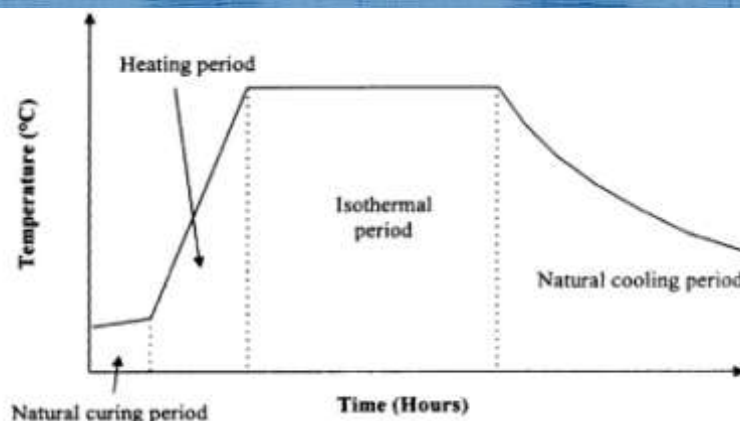 Heating period
Temperature (°C)
Isothermal
period
Natural cooling period
Time (Hours)
Natural curing period